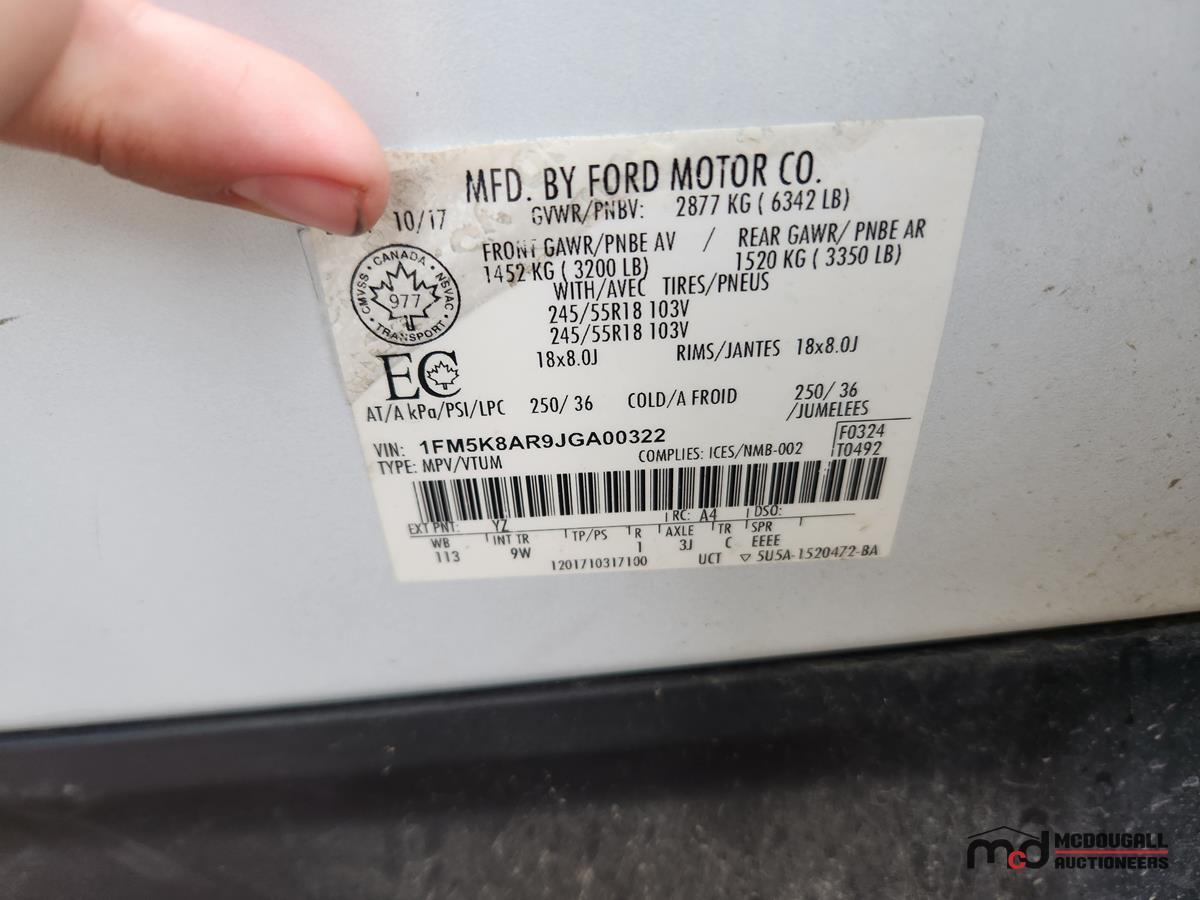 MFD. BY FORD MOTOR CO.
10/17 GVWR/PNBV: 2877 KG ( 6342 LB)
FRONT GAWR/PNBE AV / REAR GAWR/ PNBE AR
1452 KG ( 3200 LB) 1520 KG ( 3350 LB)
WITH/AVEC TIRES/PNEUS
245/55R18 103V
245/55R18 103V
18x8.0J RIMS/JANTES 18x8.0J
CANADA
CMVSS NSVAC
977
TRANSPORT
EC
AT/A kPa/PSI/LPC 250/ 36 COLD/A FROID 250/ 36
/JUMELEES
VIN: 1FM5K8AR9JGA00322 F0324
TYPE: MPV/VTUM COMPLIES: ICES/NMB-002 T0492
EXT PNT: YZ RC: A4 DSO:
WB INT TR TP/PS R AXLE TR SPR
113 9W 1 3J C EEEE
1201710317100 UCT ▽ 5U5A-1520472-BA
mcd MCDOUGALL
AUCTIONEERS